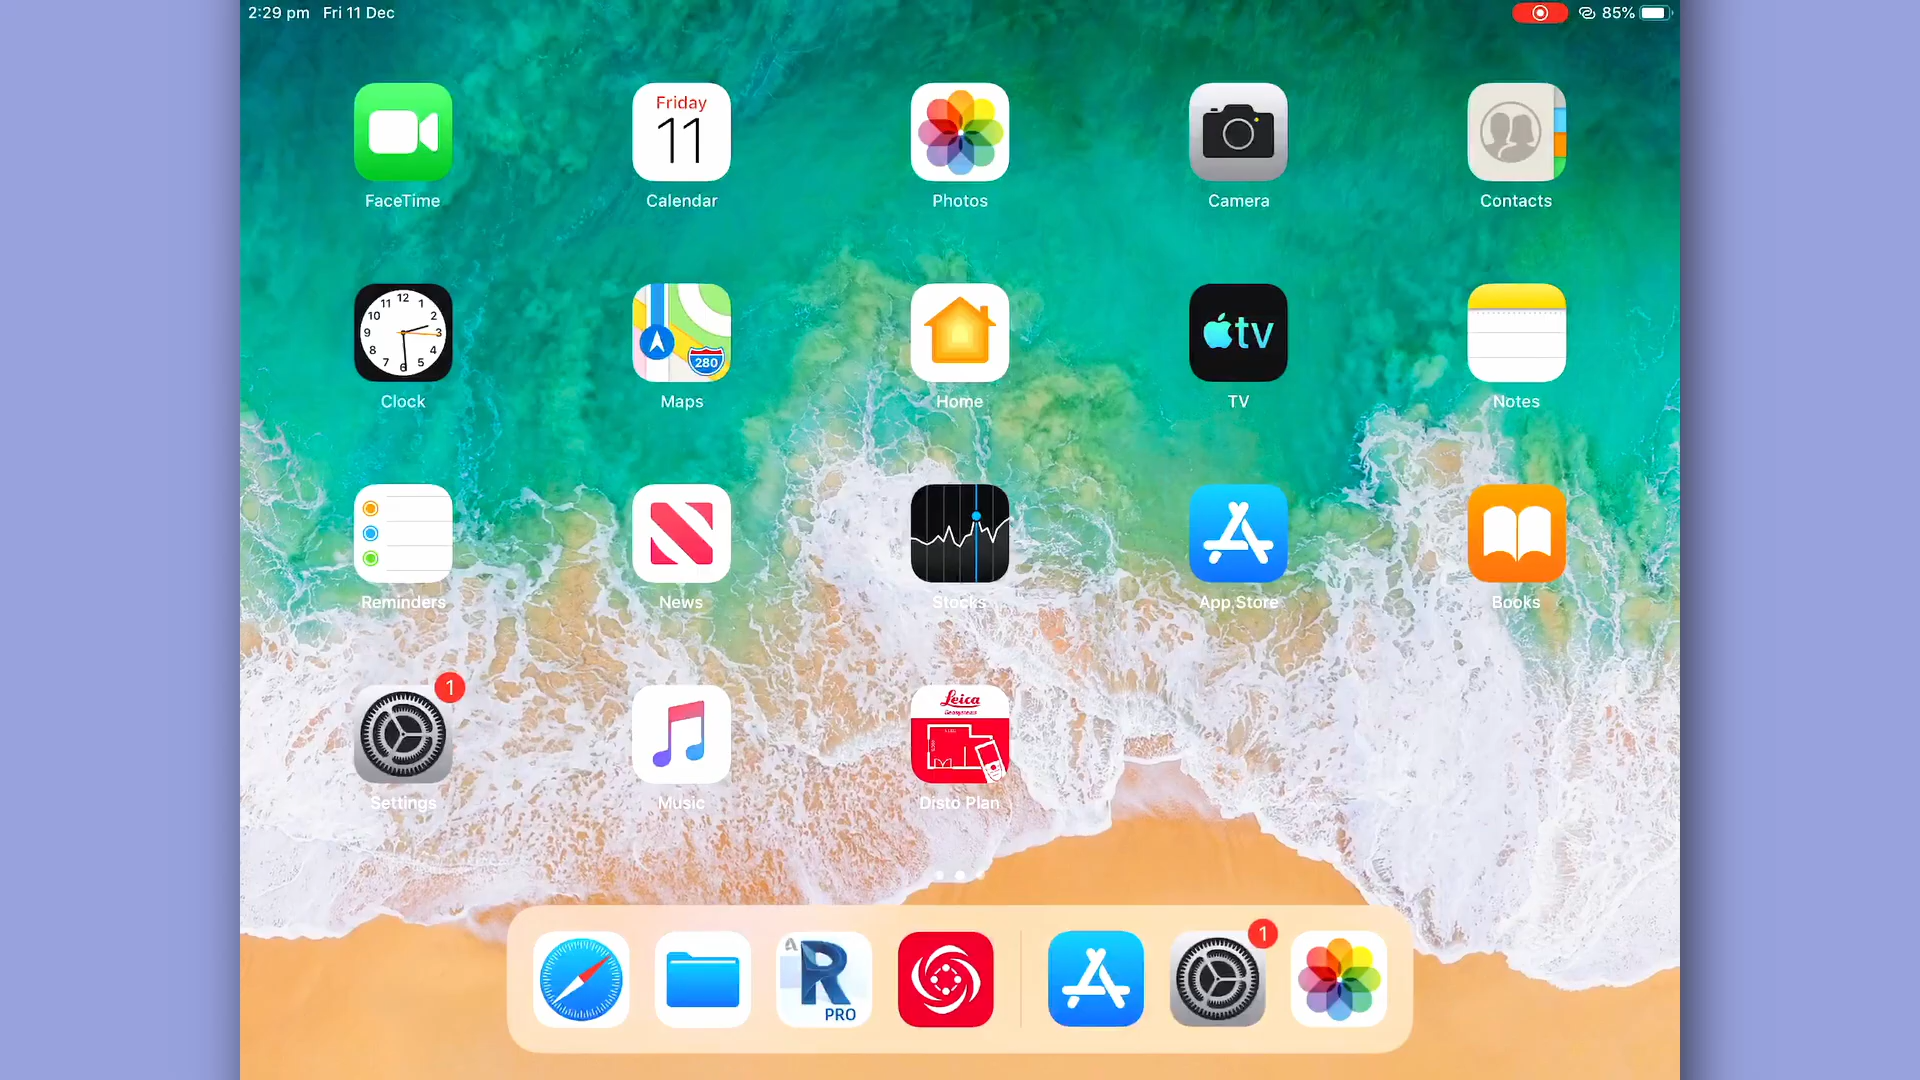 2:29 pm Fri 11 Dec 85%
Friday
11
FaceTime Calendar Photos Camera Contacts
12
11 1
10 2
9 3
8 4
7 5
6
280
tv
Clock Maps Home TV Notes
Reminders News Stocks App Store Books
1
Leica
Geosystems
Settings Music Disto Plan
1
A
R
PRO